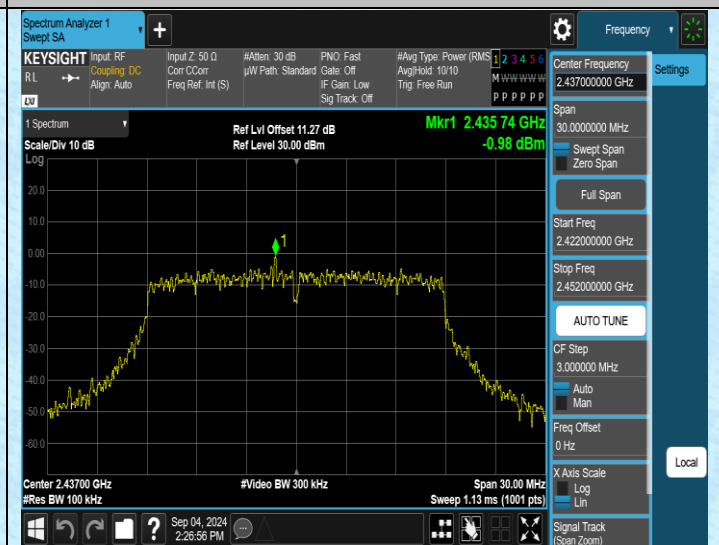 Spectrum Analyzer 1
Swept SA
+
Frequency
KEYSIGHT
RL
LXI
Input: RF
Coupling: DC
Align: Auto
Input Z: 50 Ω
Corr CCorr
Freq Ref: Int (S)
#Atten: 30 dB
µW Path: Standard
PNO: Fast
Gate: Off
IF Gain: Low
Sig Track: Off
#Avg Type: Power (RMS
Avg|Hold: 10/10
Trig: Free Run
1 2 3 4 5 6
M W W W W W
P P P P P P
Center Frequency
2.437000000 GHz
Settings
Span
30.0000000 MHz
Swept Span
Zero Span
Full Span
Start Freq
2.422000000 GHz
Stop Freq
2.452000000 GHz
AUTO TUNE
CF Step
3.000000 MHz
Auto
Man
Freq Offset
0 Hz
X Axis Scale
Log
Lin
Signal Track
(Span Zoom)
Local
1 Spectrum
Scale/Div 10 dB
Ref Lvl Offset 11.27 dB
Ref Level 30.00 dBm
Mkr1 2.435 74 GHz
-0.98 dBm
Log
20.0
10.0
0.00
-10.0
-20.0
-30.0
-40.0
-50.0
-60.0
1
Center 2.43700 GHz
#Res BW 100 kHz
#Video BW 300 kHz
Span 30.00 MHz
Sweep 1.13 ms (1001 pts)
?
Sep 04, 2024
2:26:56 PM